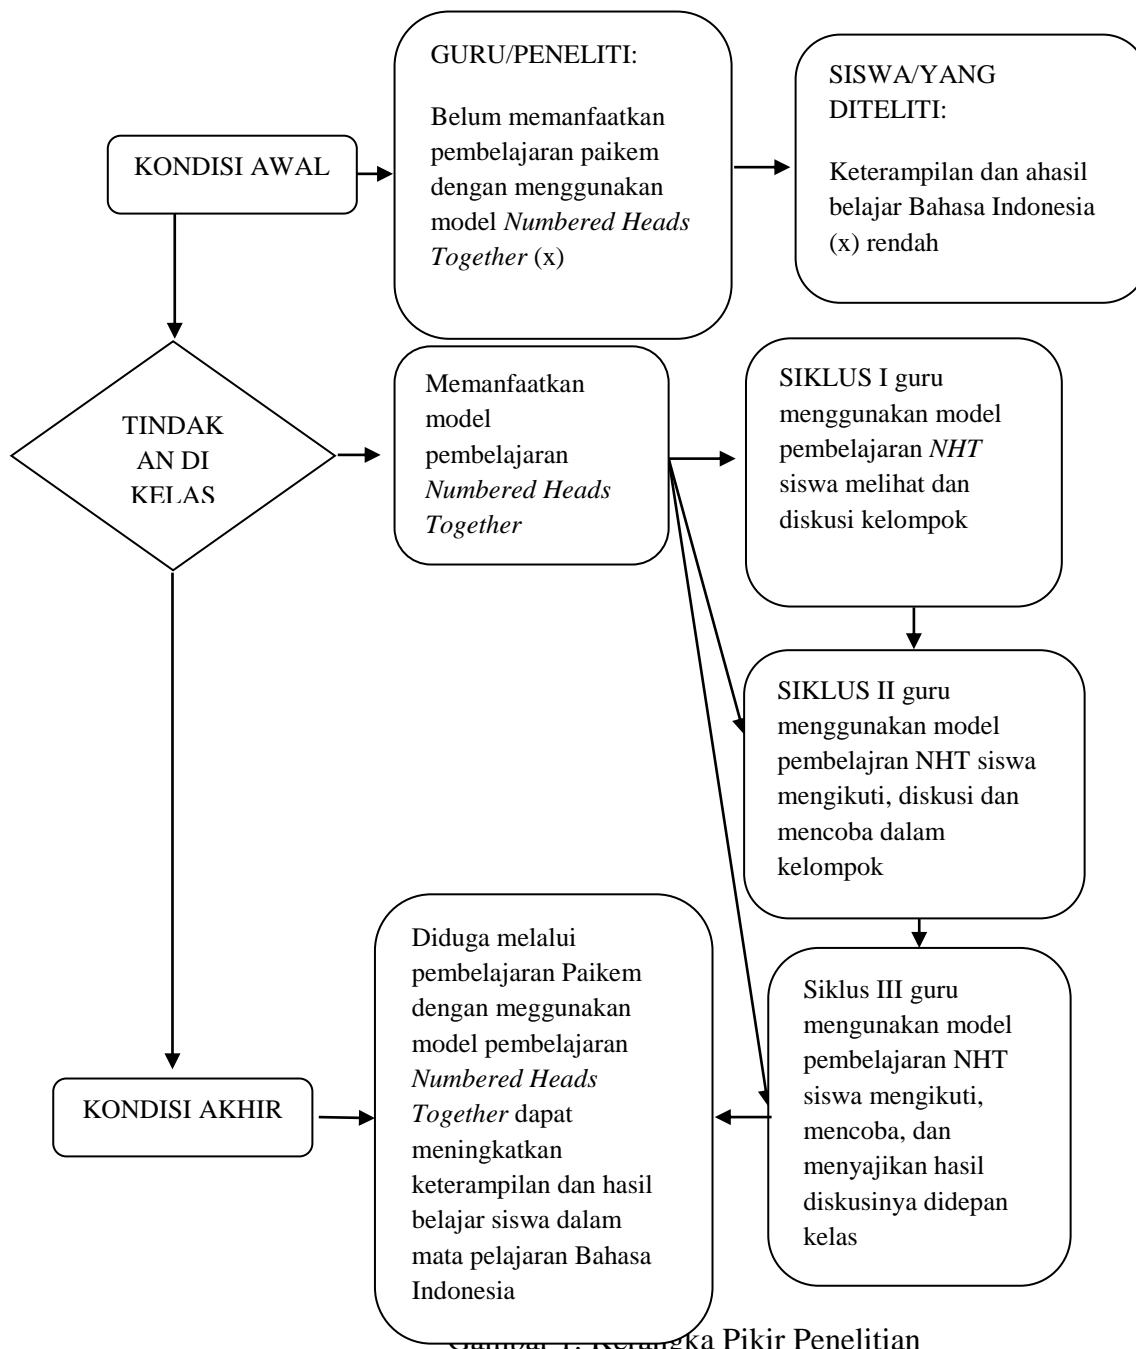 KONDISI AWAL
GURU/PENELITI:
Belum memanfaatkan
pembelajaran paikem
dengan menggunakan
model Numbered Heads
Together (x)
SISWA/YANG
DITELITI:
Keterampilan dan ahasil
belajar Bahasa Indonesia
(x) rendah
TINDAK
AN DI
KELAS
Memanfaatkan
model
pembelajaran
Numbered Heads
Together
SIKLUS I guru
menggunakan model
pembelajaran NHT
siswa melihat dan
diskusi kelompok
SIKLUS II guru
menggunakan model
pembelajran NHT siswa
mengikuti, diskusi dan
mencoba dalam
kelompok
Siklus III guru
mengunakan model
pembelajaran NHT
siswa mengikuti,
mencoba, dan
menyajikan hasil
diskusinya didepan
kelas
KONDISI AKHIR
Diduga melalui
pembelajaran Paikem
dengan meggunakan
model pembelajaran
Numbered Heads
Together dapat
meningkatkan
keterampilan dan hasil
belajar siswa dalam
mata pelajaran Bahasa
Indonesia
Gambar 1. Kerangka Pikir Penelitian